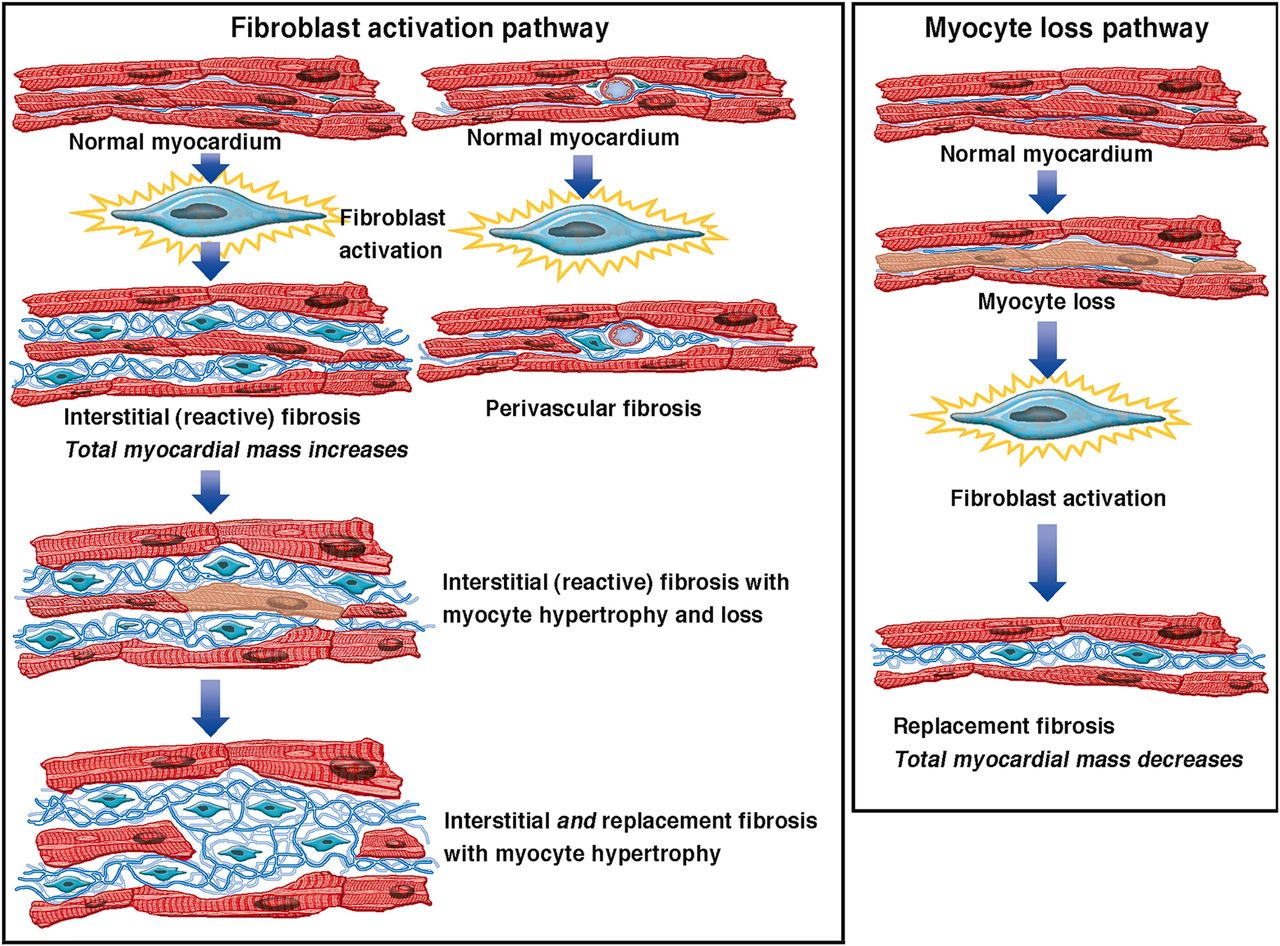 Fibroblast activation pathway
Normal myocardium
Normal myocardium
Fibroblast
activation
Interstitial (reactive) fibrosis
Total myocardial mass increases
Perivascular fibrosis
Interstitial (reactive) fibrosis with
myocyte hypertrophy and loss
Interstitial and replacement fibrosis
with myocyte hypertrophy
Myocyte loss pathway
Normal myocardium
Myocyte loss
Fibroblast activation
Replacement fibrosis
Total myocardial mass decreases